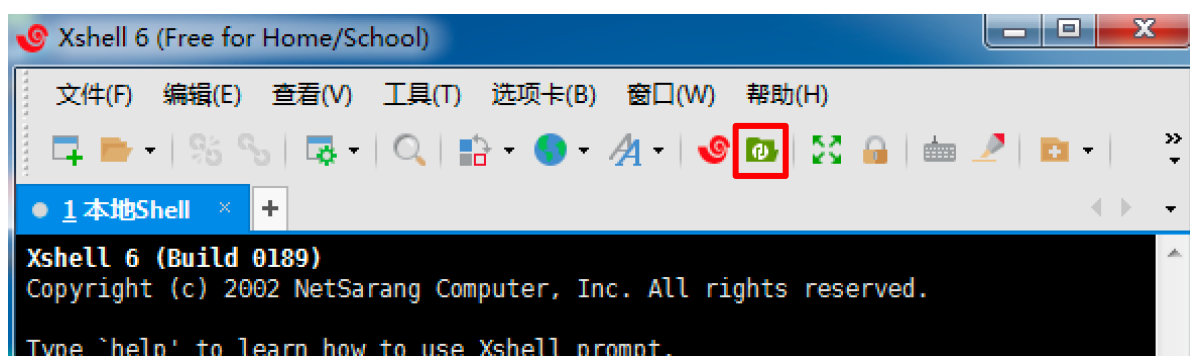 Xshell 6 (Free for Home/School)
文件(F) 编辑(E) 查看(V) 工具(T) 选项卡(B) 窗口(W) 帮助(H)
1 本地Shell × +
Xshell 6 (Build 0189)
Copyright (c) 2002 NetSarang Computer, Inc. All rights reserved.
Type `help' to learn how to use Xshell prompt.